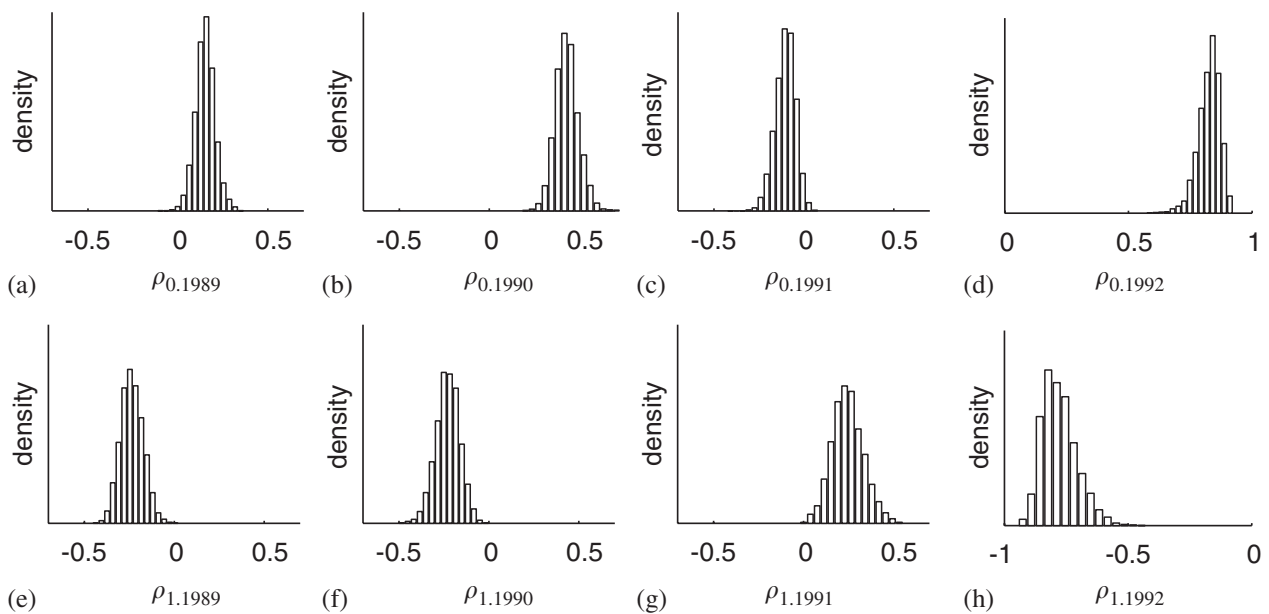 density density density density
-0.5 0 0.5 -0.5 0 0.5 -0.5 0 0.5 0 0.5 1
(a) ρ0.1989 (b) ρ0.1990 (c) ρ0.1991 (d) ρ0.1992
density density density density
-0.5 0 0.5 -0.5 0 0.5 -0.5 0 0.5 -1 -0.5 0
(e) ρ1.1989 (f) ρ1.1990 (g) ρ1.1991 (h) ρ1.1992